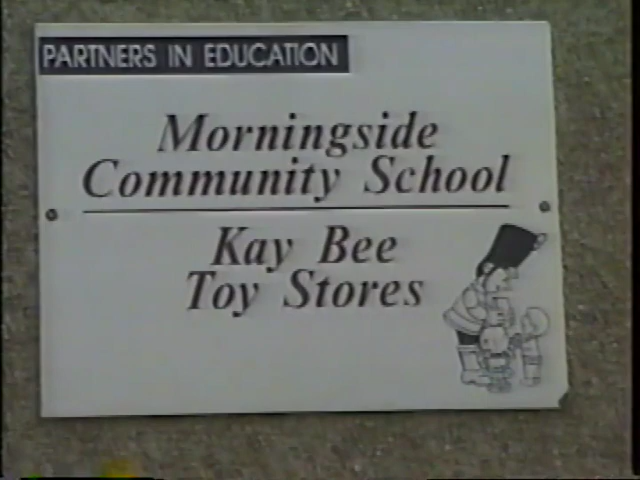 PARTNERS IN EDUCATION
Morningside
Community School
Kay Bee
Toy Stores